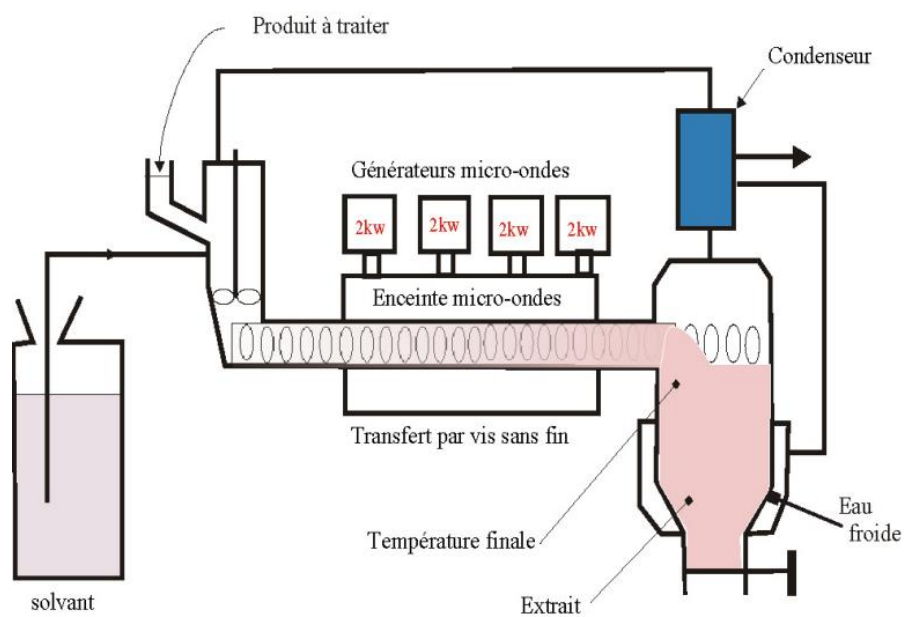 Produit à traiter
Condenseur
Générateurs micro-ondes
2kw 2kw 2kw 2kw
Enceinte micro-ondes
Transfert par vis sans fin
Température finale
Eau
froide
Extrait
solvant